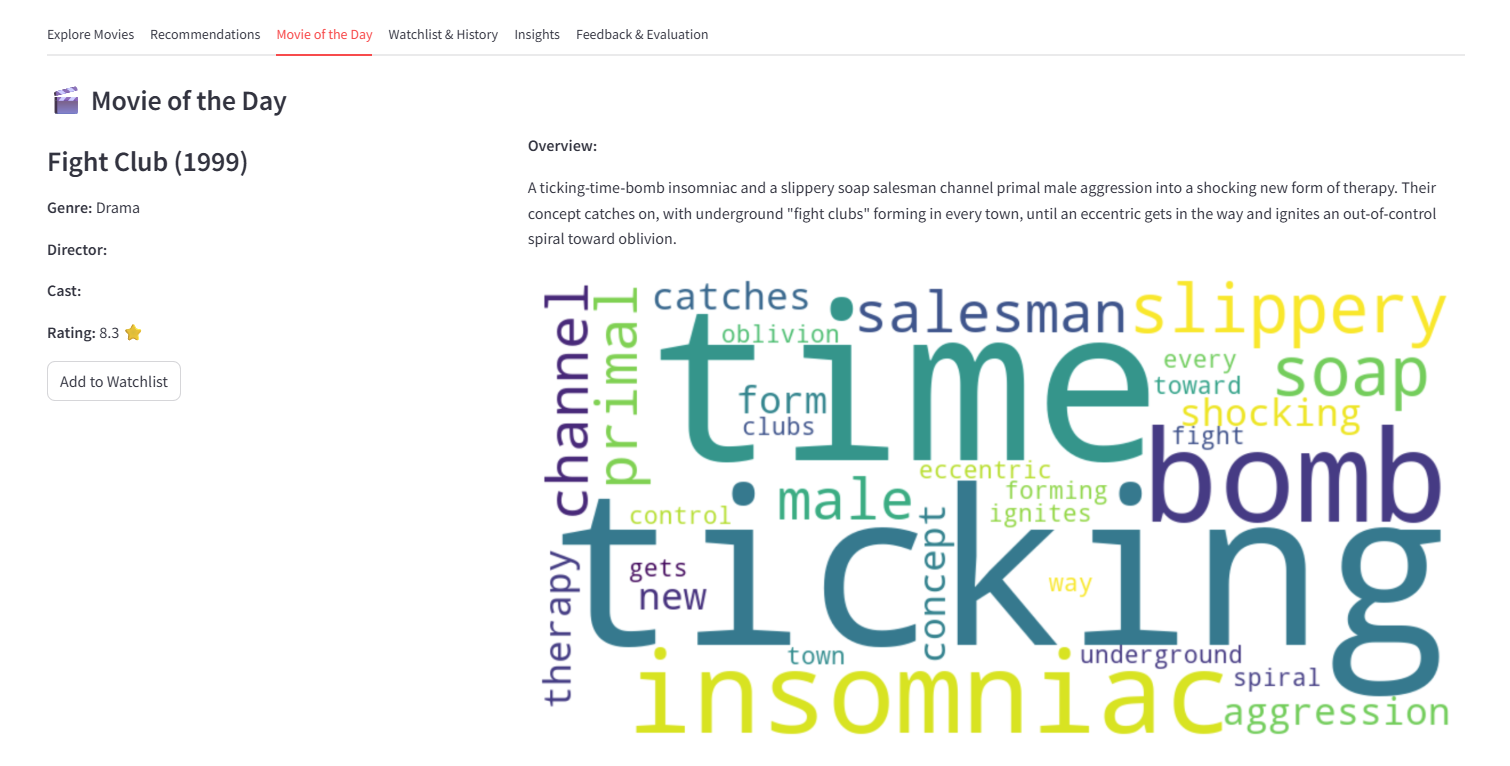 Explore Movies
Recommendations
Movie of the Day
Watchlist & History
Insights
Feedback & Evaluation
Movie of the Day
Fight Club (1999)
Genre: Drama
Director:
Cast:
Rating: 8.3
Add to Watchlist
Overview:
A ticking-time-bomb insomniac and a slippery soap salesman channel primal male aggression into a shocking new form of therapy. Their
concept catches on, with underground "fight clubs" forming in every town, until an eccentric gets in the way and ignites an out-of-control
spiral toward oblivion.
channel
primal
catches
salesman
slippery
oblivion
time
every
toward
soap
form
clubs
shocking
fight
bomb
eccentric
male
forming
ignites
control
ticking
concept
therapy
gets
new
way
town
underground
insomniac
spiral
aggression